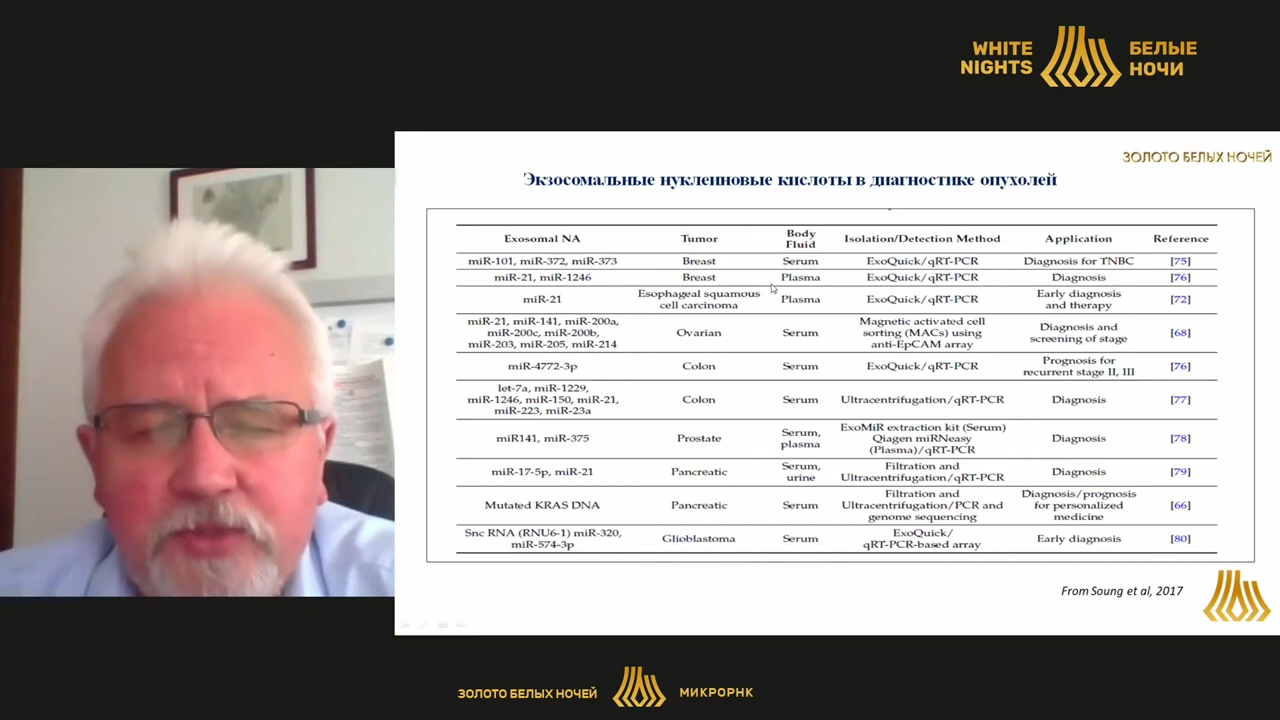 WHITE
NIGHTS
БЕЛЫЕ
НОЧИ
ЗОЛОТО БЕЛЫХ НОЧЕЙ
Экзосомальные нуклеиновые кислоты в диагностике опухолей
Exosomal NA Tumor Body Fluid Isolation/Detection Method Application Reference
miR-101, miR-372, miR-373 Breast Serum ExoQuick/qRT-PCR Diagnosis for TNBC [75]
miR-21, miR-1246 Breast Plasma ExoQuick/qRT-PCR Diagnosis [76]
miR-21 Esophageal squamous cell carcinoma Plasma ExoQuick/qRT-PCR Early diagnosis and therapy [72]
miR-21, miR-141, miR-200a, miR-200c, miR-200b, miR-203, miR-205, miR-214 Ovarian Serum Magnetic activated cell sorting (MACs) using anti-EpCAM array Diagnosis and screening of stage [68]
miR-4772-3p Colon Serum ExoQuick/qRT-PCR Prognosis for recurrent stage II, III [76]
let-7a, miR-1229, miR-1246, miR-150, miR-21, miR-223, miR-23a Colon Serum Ultracentrifugation/qRT-PCR Diagnosis [77]
miR141, miR-375 Prostate Serum, plasma ExoMiR extraction kit (Serum) Qiagen miRNeasy (Plasma)/qRT-PCR Diagnosis [78]
miR-17-5p, miR-21 Pancreatic Serum, urine Filtration and Ultracentrifugation/qRT-PCR Diagnosis [79]
Mutated KRAS DNA Pancreatic Serum Filtration and Ultracentrifugation/PCR and genome sequencing Diagnosis/prognosis for personalized medicine [66]
Snc RNA (RNU6-1) miR-320, miR-574-3p Glioblastoma Serum ExoQuick/ qRT-PCR-based array Early diagnosis [80]
From Soung et al, 2017
ЗОЛОТО БЕЛЫХ НОЧЕЙ
МИКРОРНК